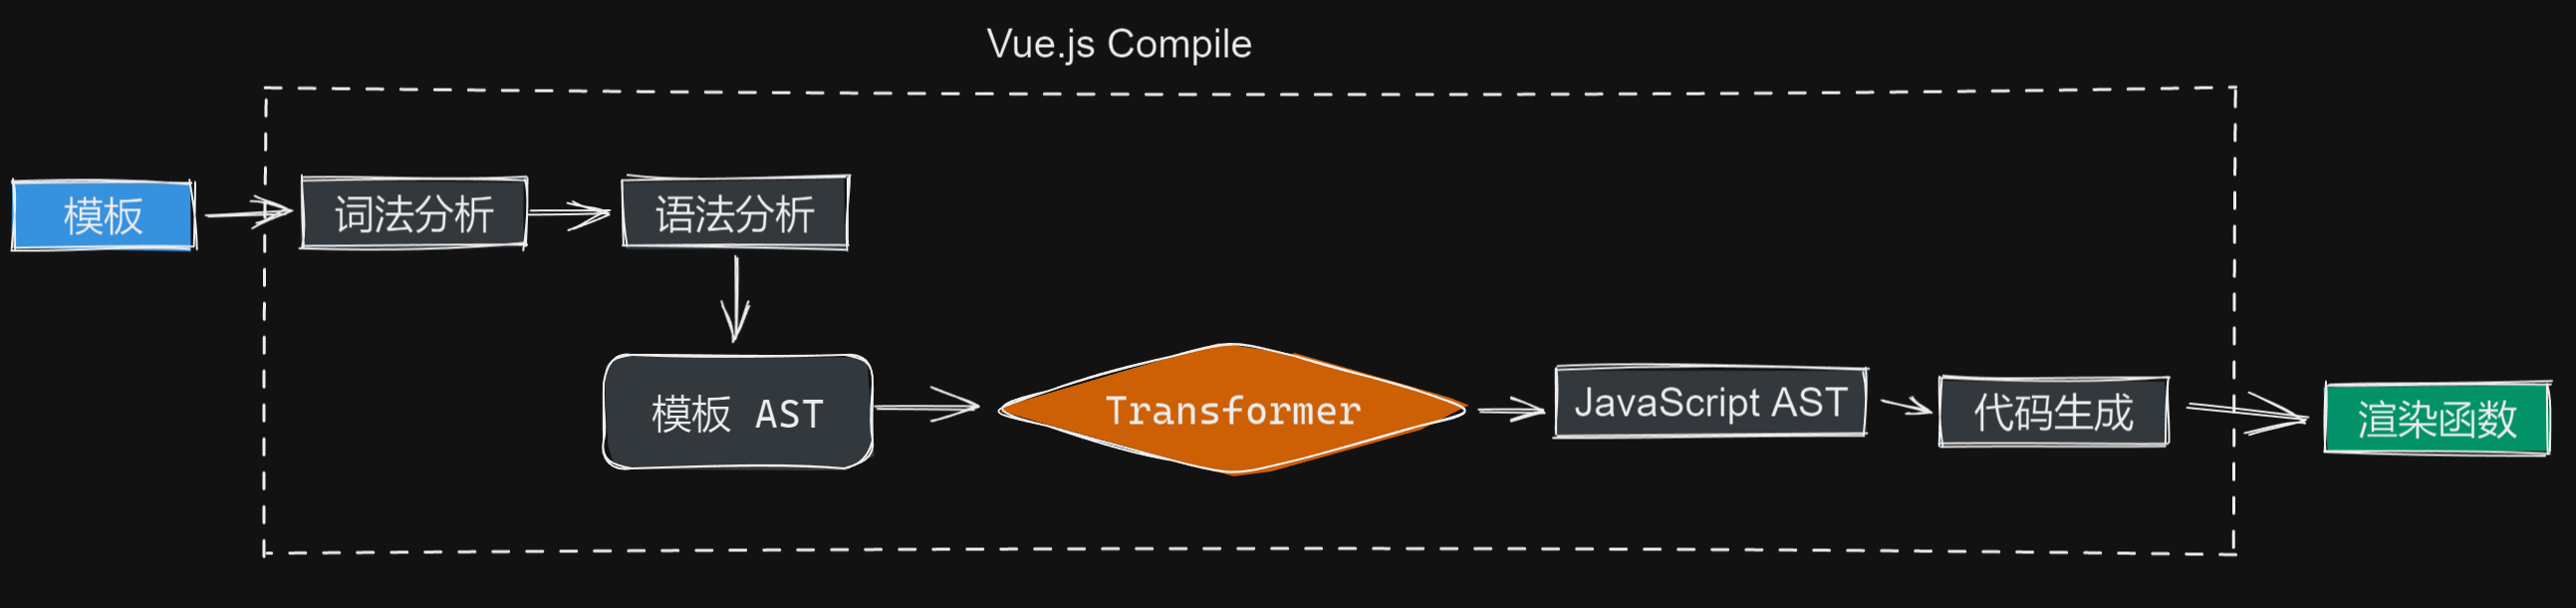 Vue.js Compile
模板
词法分析
语法分析
模板 AST
Transformer
JavaScript AST
代码生成
渲染函数